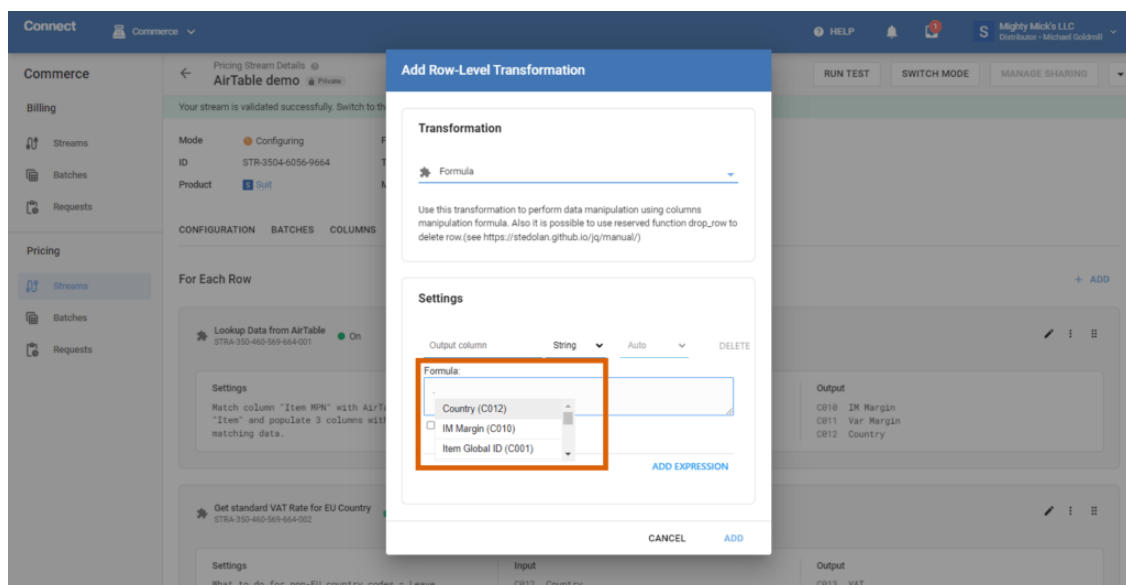 Connect
Commerce
HELP
S
Mighty Mick's LLC
Distributor - Michael Goldroll
Commerce
Billing
Streams
Batches
Requests
Pricing
Streams
Batches
Requests
Pricing Stream Details
AirTable demo
Private
RUN TEST
SWITCH MODE
MANAGE SHARING
Your stream is validated successfully. Switch to th
Mode
Configuring
ID
STR-3504-6056-9664
Product
S Suit
CONFIGURATION
BATCHES
COLUMNS
For Each Row
+ ADD
Lookup Data from AirTable
STRA-350-460-569-664-001
On
Settings
Match column "Item MPN" with AirTa
"Item" and populate 3 columns wit
matching data.
Output
C010 IM Margin
C011 Var Margin
C012 Country
Get standard VAT Rate for EU Country
STRA-350-460-569-664-002
Settings
What to do for non-EU country codes = Leave
Input
C012 Country
Output
C013 VAT
Add Row-Level Transformation
Transformation
Formula
Use this transformation to perform data manipulation using columns
manipulation formula. Also it is possible to use reserved function drop_row to
delete row.(see https://stedolan.github.io/jq/manual/)
Settings
Output column
String
Auto
DELETE
Formula:
.
Country (C012)
IM Margin (C010)
Item Global ID (C001)
ADD EXPRESSION
CANCEL
ADD